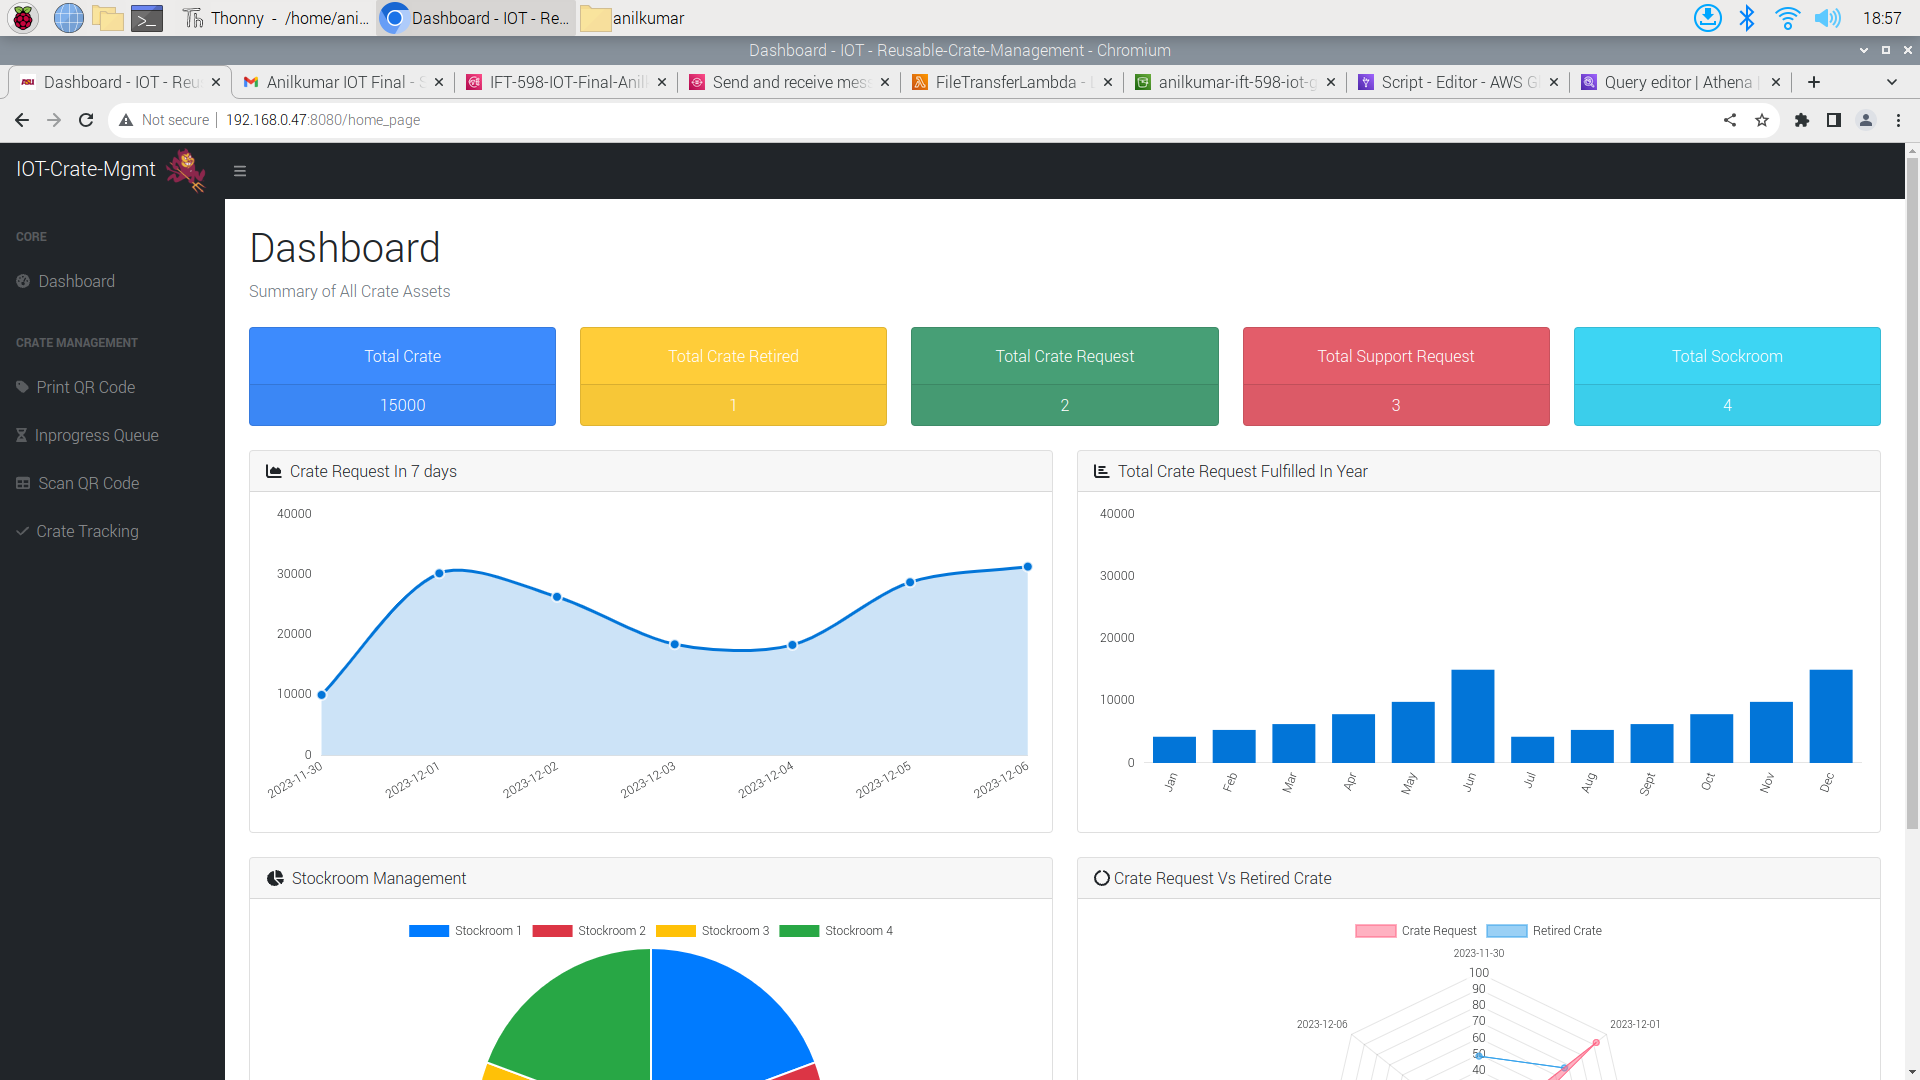 Thonny - /home/ani...
Dashboard - IOT - Re...
anilkumar
18:57
Dashboard - IOT - Reusable-Crate-Management - Chromium
Dashboard - IOT - Reu
Anilkumar IOT Final - S
IFT-598-IOT-Final-Anil
Send and receive mess
FileTransferLambda -
anilkumar-ift-598-iot-g
Script - Editor - AWS Gl
Query editor | Athena |
Not secure
192.168.0.47:8080/home_page
IOT-Crate-Mgmt
CORE
Dashboard
CRATE MANAGEMENT
Print QR Code
Inprogress Queue
Scan QR Code
Crate Tracking
Dashboard
Summary of All Crate Assets
Total Crate
15000
Total Crate Retired
1
Total Crate Request
2
Total Support Request
3
Total Sockroom
4
Crate Request In 7 days
40000
30000
20000
10000
0
2023-11-30
2023-12-01
2023-12-02
2023-12-03
2023-12-04
2023-12-05
2023-12-06
Total Crate Request Fulfilled In Year
40000
30000
20000
10000
0
Jan
Feb
Mar
Apr
May
Jun
Jul
Aug
Sept
Oct
Nov
Dec
Stockroom Management
Stockroom 1
Stockroom 2
Stockroom 3
Stockroom 4
Crate Request Vs Retired Crate
Crate Request
Retired Crate
2023-11-30
100
90
80
70
60
50
40
2023-12-06
2023-12-01